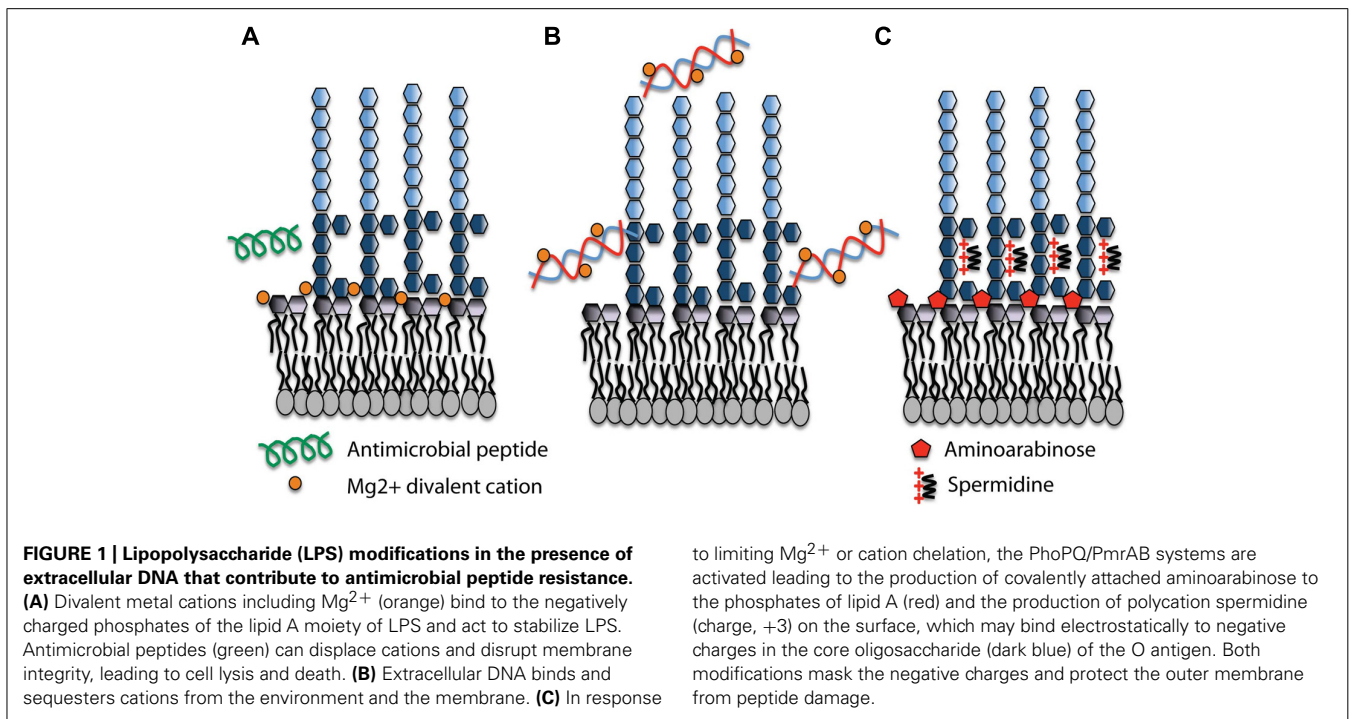 A
B
C
Antimicrobial peptide
Mg2+ divalent cation
Aminoarabinose
Spermidine
FIGURE 1 | Lipopolysaccharide (LPS) modifications in the presence of
extracellular DNA that contribute to antimicrobial peptide resistance.
(A) Divalent metal cations including Mg2+ (orange) bind to the negatively
charged phosphates of the lipid A moiety of LPS and act to stabilize LPS.
Antimicrobial peptides (green) can displace cations and disrupt membrane
integrity, leading to cell lysis and death. (B) Extracellular DNA binds and
sequesters cations from the environment and the membrane. (C) In response
to limiting Mg2+ or cation chelation, the PhoPQ/PmrAB systems are
activated leading to the production of covalently attached aminoarabinose to
the phosphates of lipid A (red) and the production of polycation spermidine
(charge, +3) on the surface, which may bind electrostatically to negative
charges in the core oligosaccharide (dark blue) of the O antigen. Both
modifications mask the negative charges and protect the outer membrane
from peptide damage.